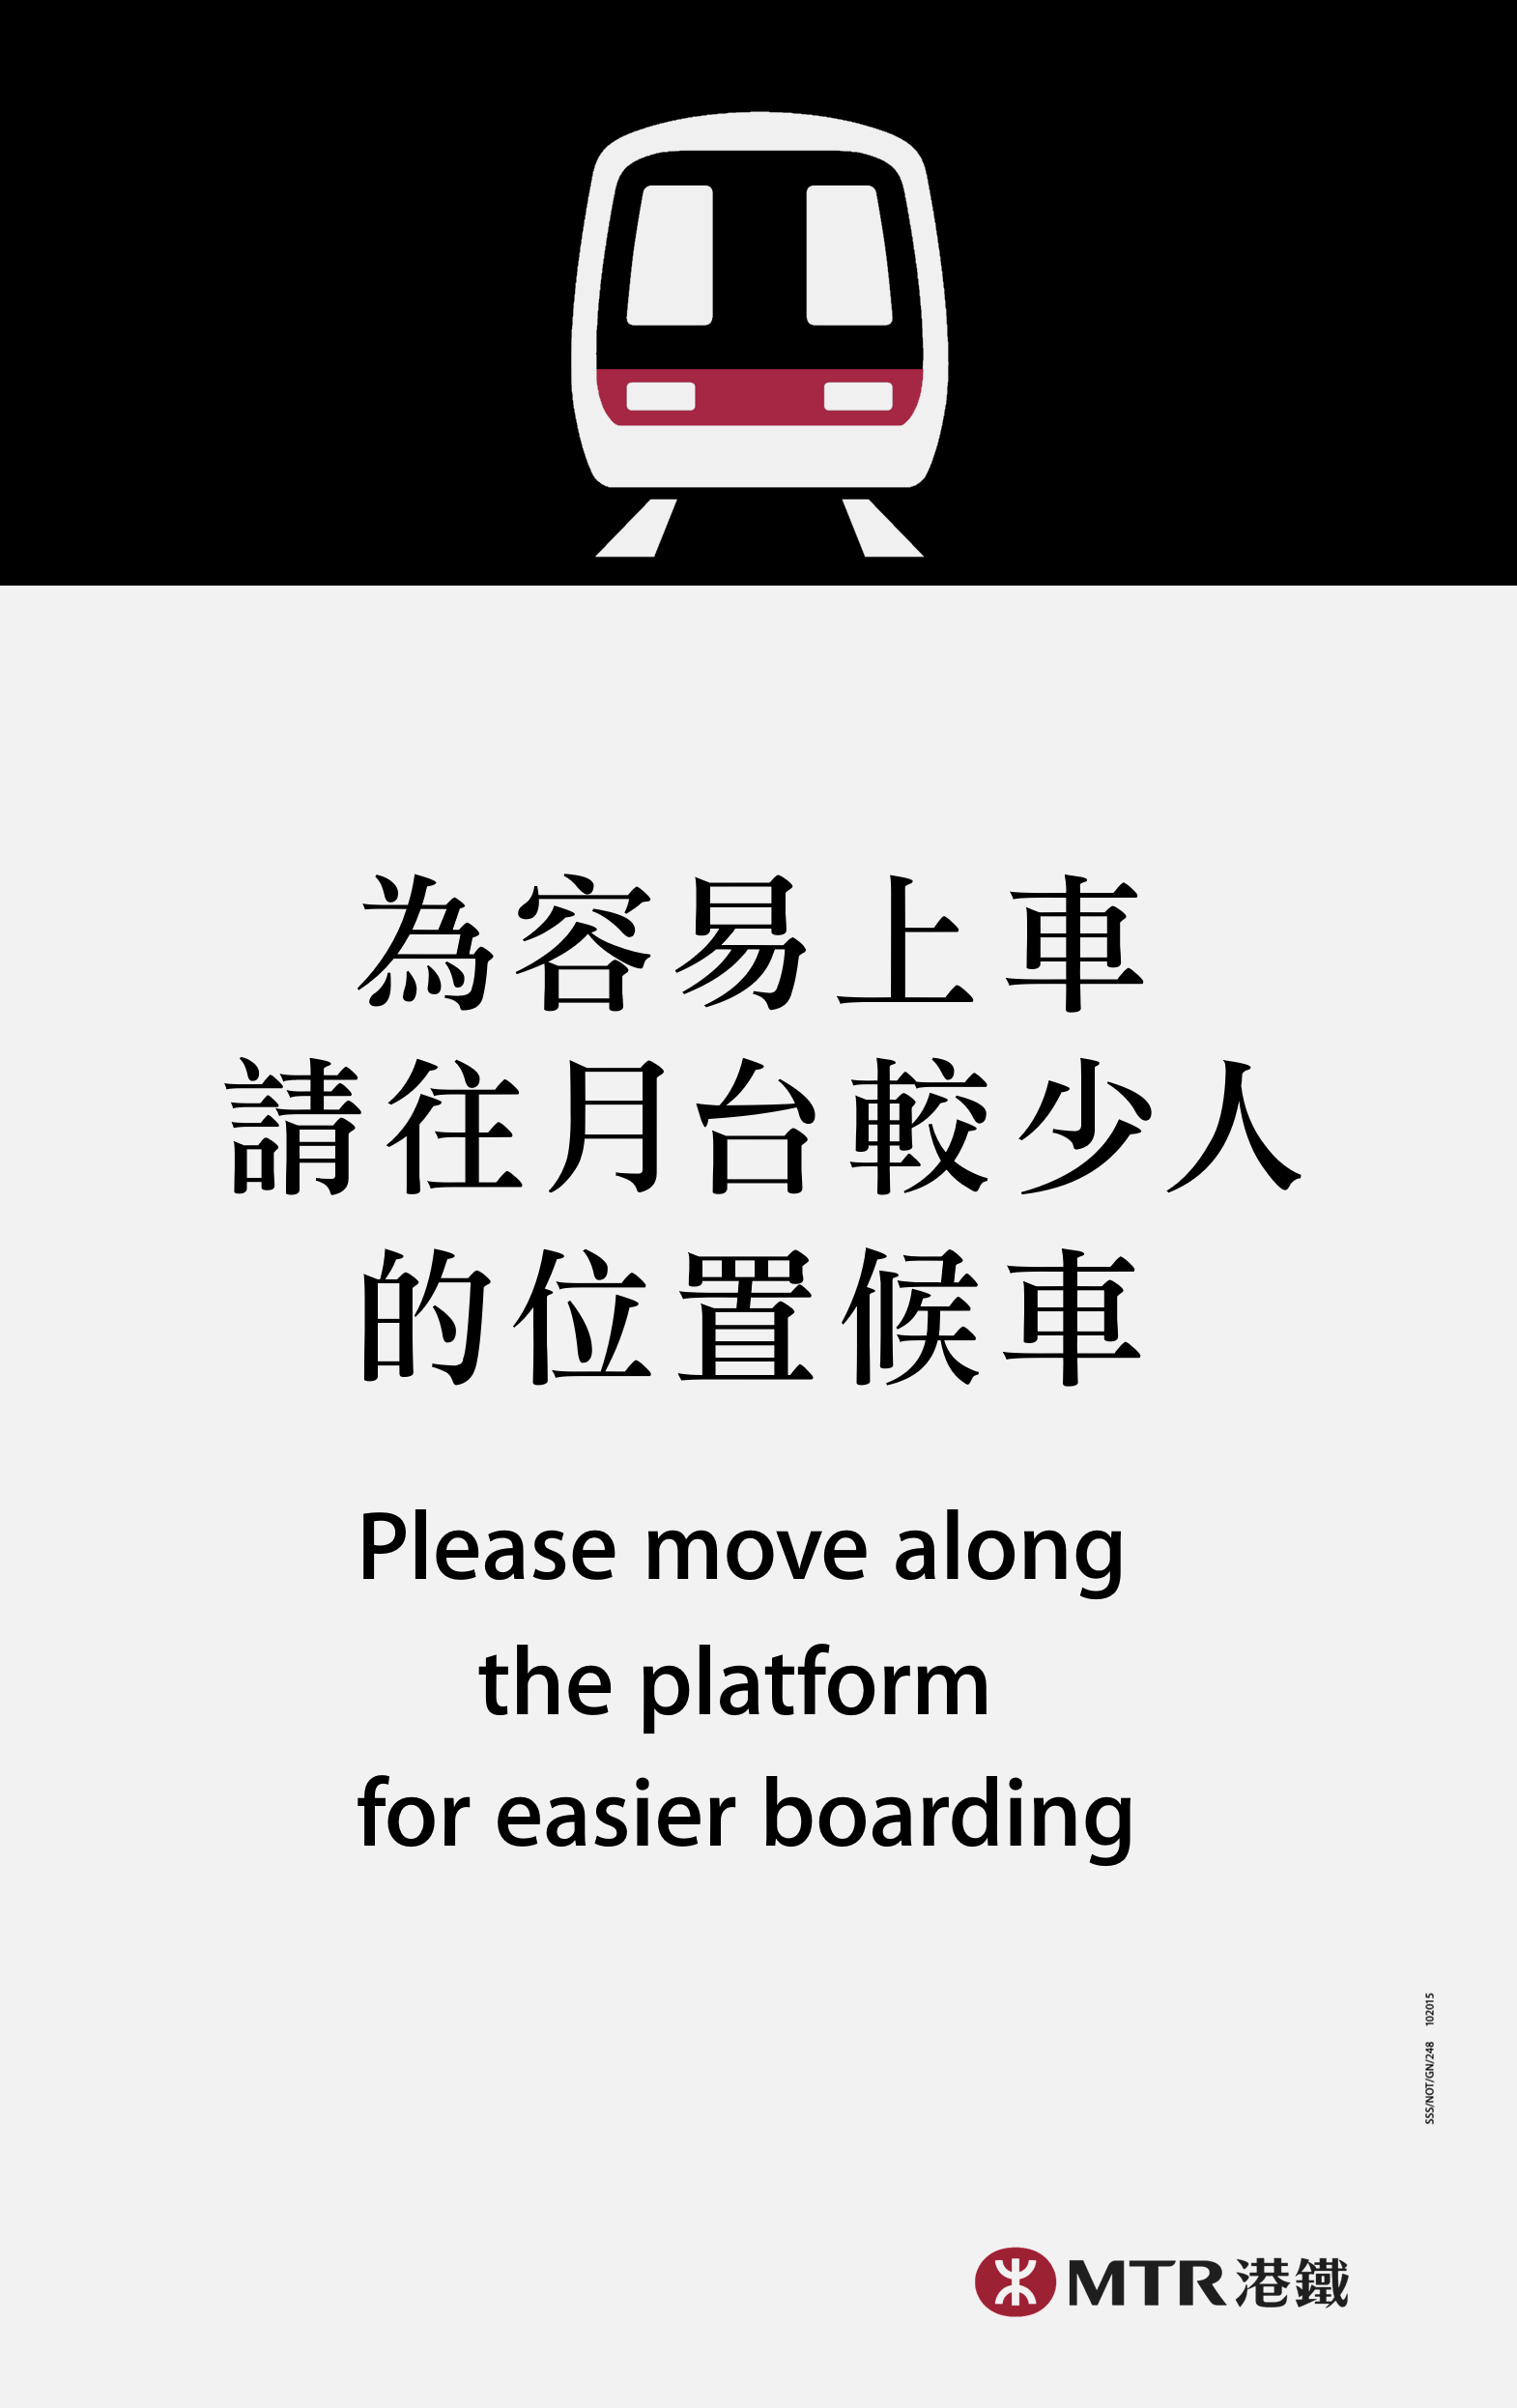 為容易上車
請往月台較少人
的位置候車
Please move along
the platform
for easier boarding
SSS/NOT/GN/248 102015
MTR 港鐵